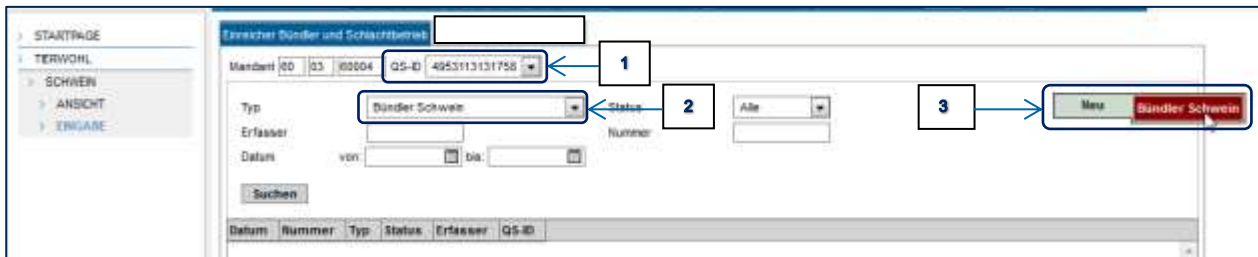 STARTPAGE
TIERWOHL
SCHWEIN
ANSICHT
EINGABE
Einreicher Bündler und Schlachtbetrieb
Mandant 00 03 60004 QS-ID 4953113131758
1
Typ Bündler Schwein Status Alle
2
3
Neu Bündler Schwein
Erfasser Nummer
Datum von: bis:
Suchen
Datum Nummer Typ Status Erfasser QS-ID